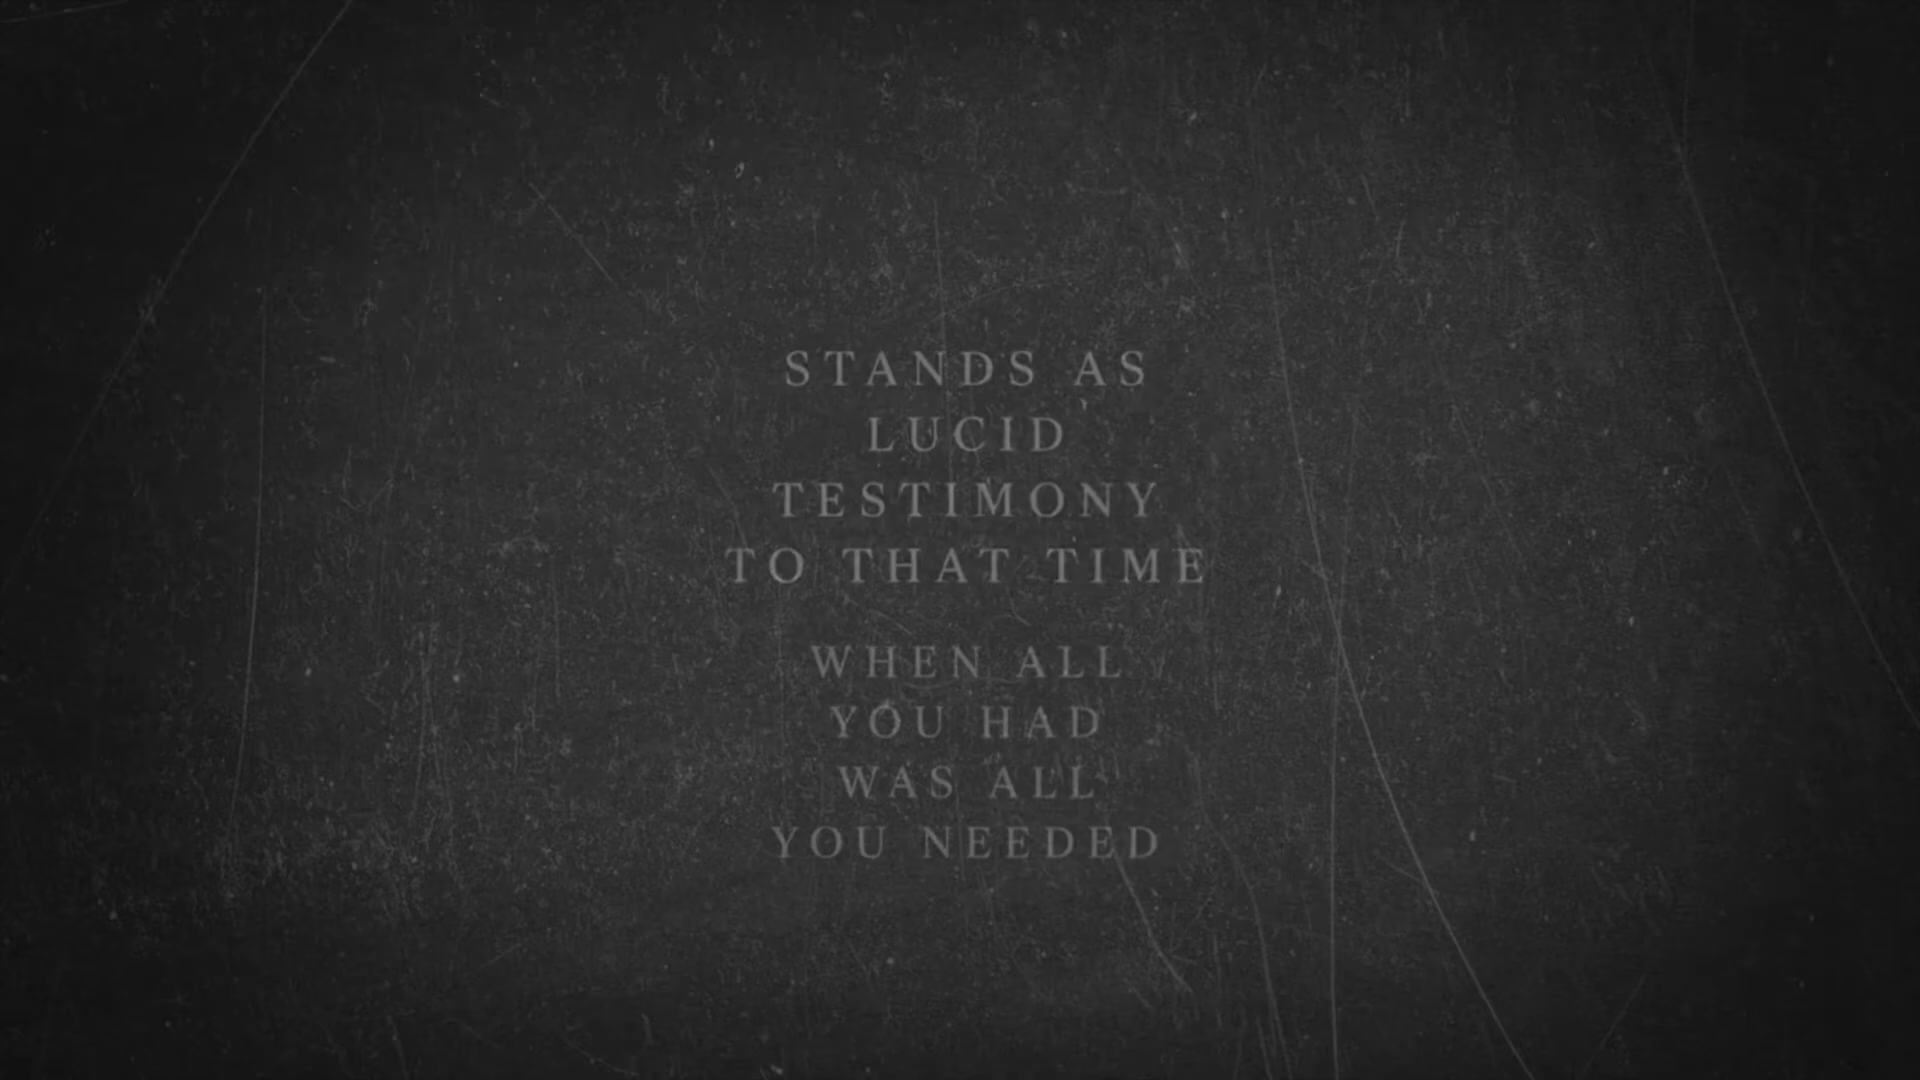 STANDS AS
LUCID
TESTIMONY
TO THAT TIME
WHEN ALL
YOU HAD
WAS ALL
YOU NEEDED